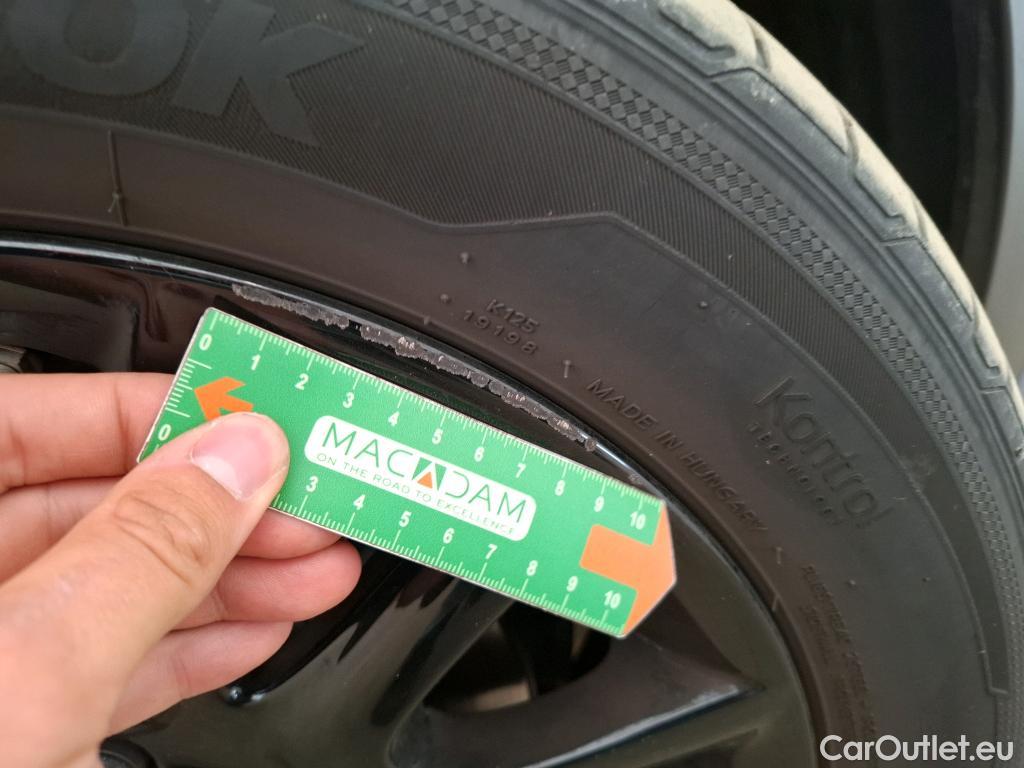 OK
K125
19198
MADE IN HUNGARY
Kontrol
TECHNOLOGY
0 1 2 3 4 5 6 7 8 9 10
MACADAM
ON THE ROAD TO EXCELLENCE
0 3 4 5 6 7 8 9 10
CarOutlet.eu